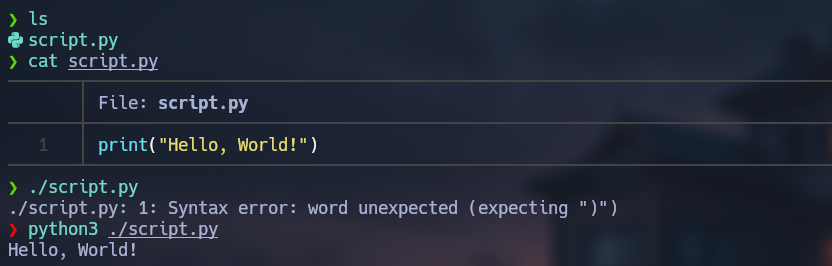 ❯ ls
script.py
❯ cat script.py
File: script.py
1 print("Hello, World!")
❯ ./script.py
./script.py: 1: Syntax error: word unexpected (expecting ")")
❯ python3 ./script.py
Hello, World!